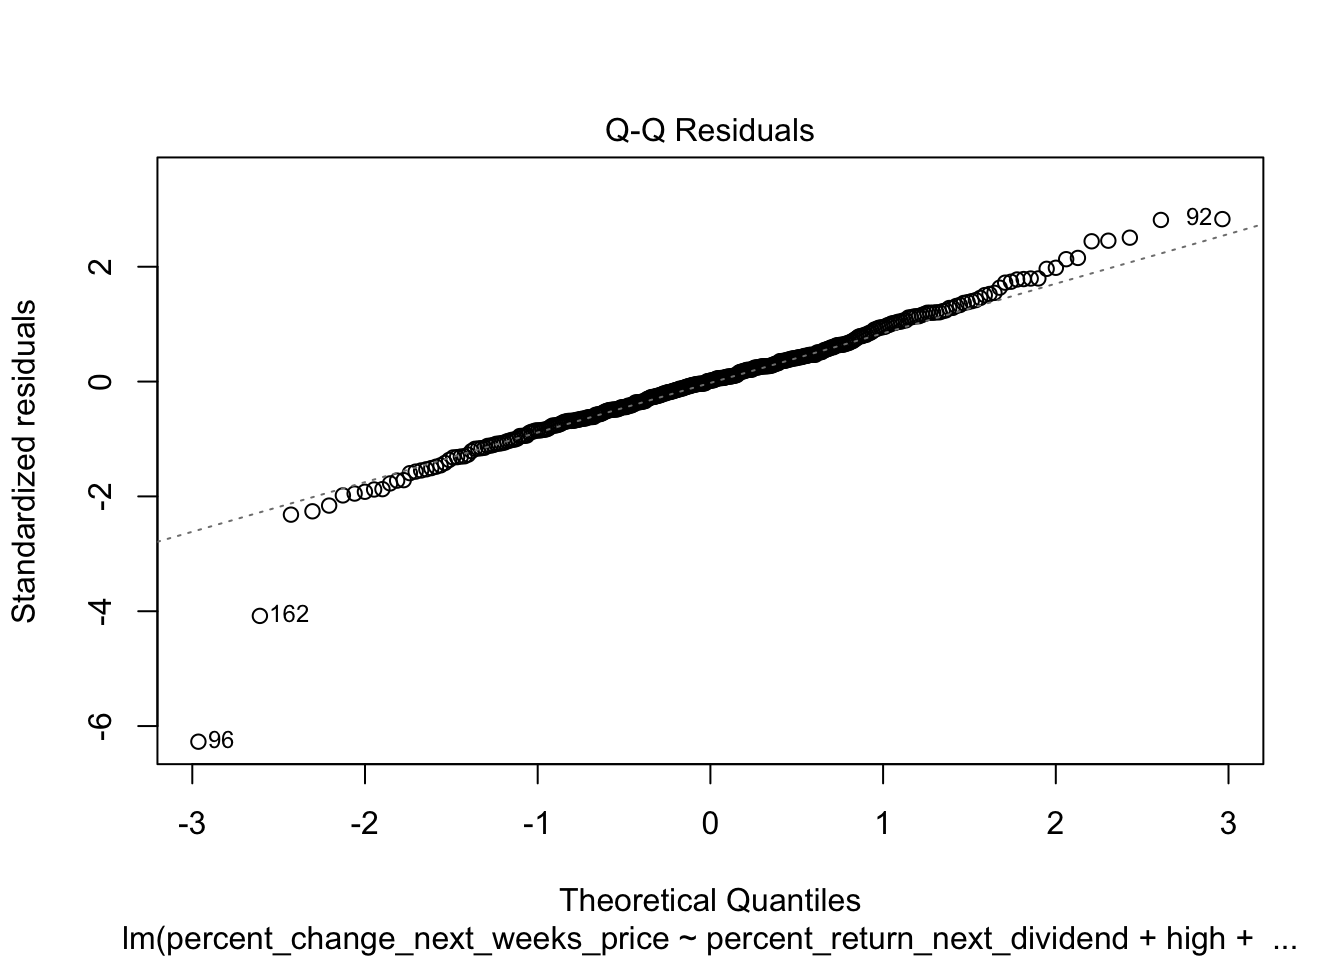 Q-Q Residuals
Standardized residuals
2
0
-2
-4
-6
92
162
96
-3 -2 -1 0 1 2 3
Theoretical Quantiles
lm(percent_change_next_weeks_price ~ percent_return_next_dividend + high + ...